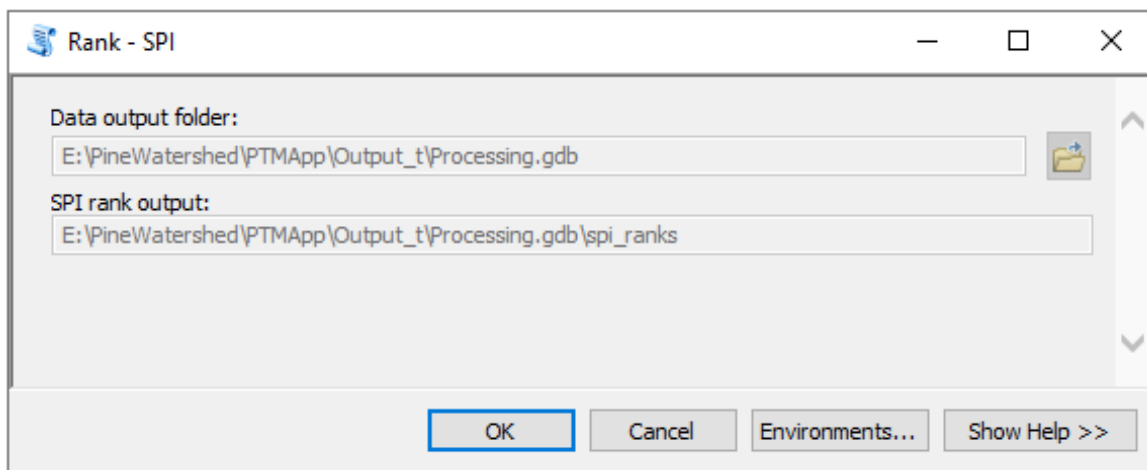 Rank - SPI
Data output folder:
E:\PineWatershed\PTMApp\Output_t\Processing.gdb
SPI rank output:
E:\PineWatershed\PTMApp\Output_t\Processing.gdb\spi_ranks
OK Cancel Environments... Show Help >>